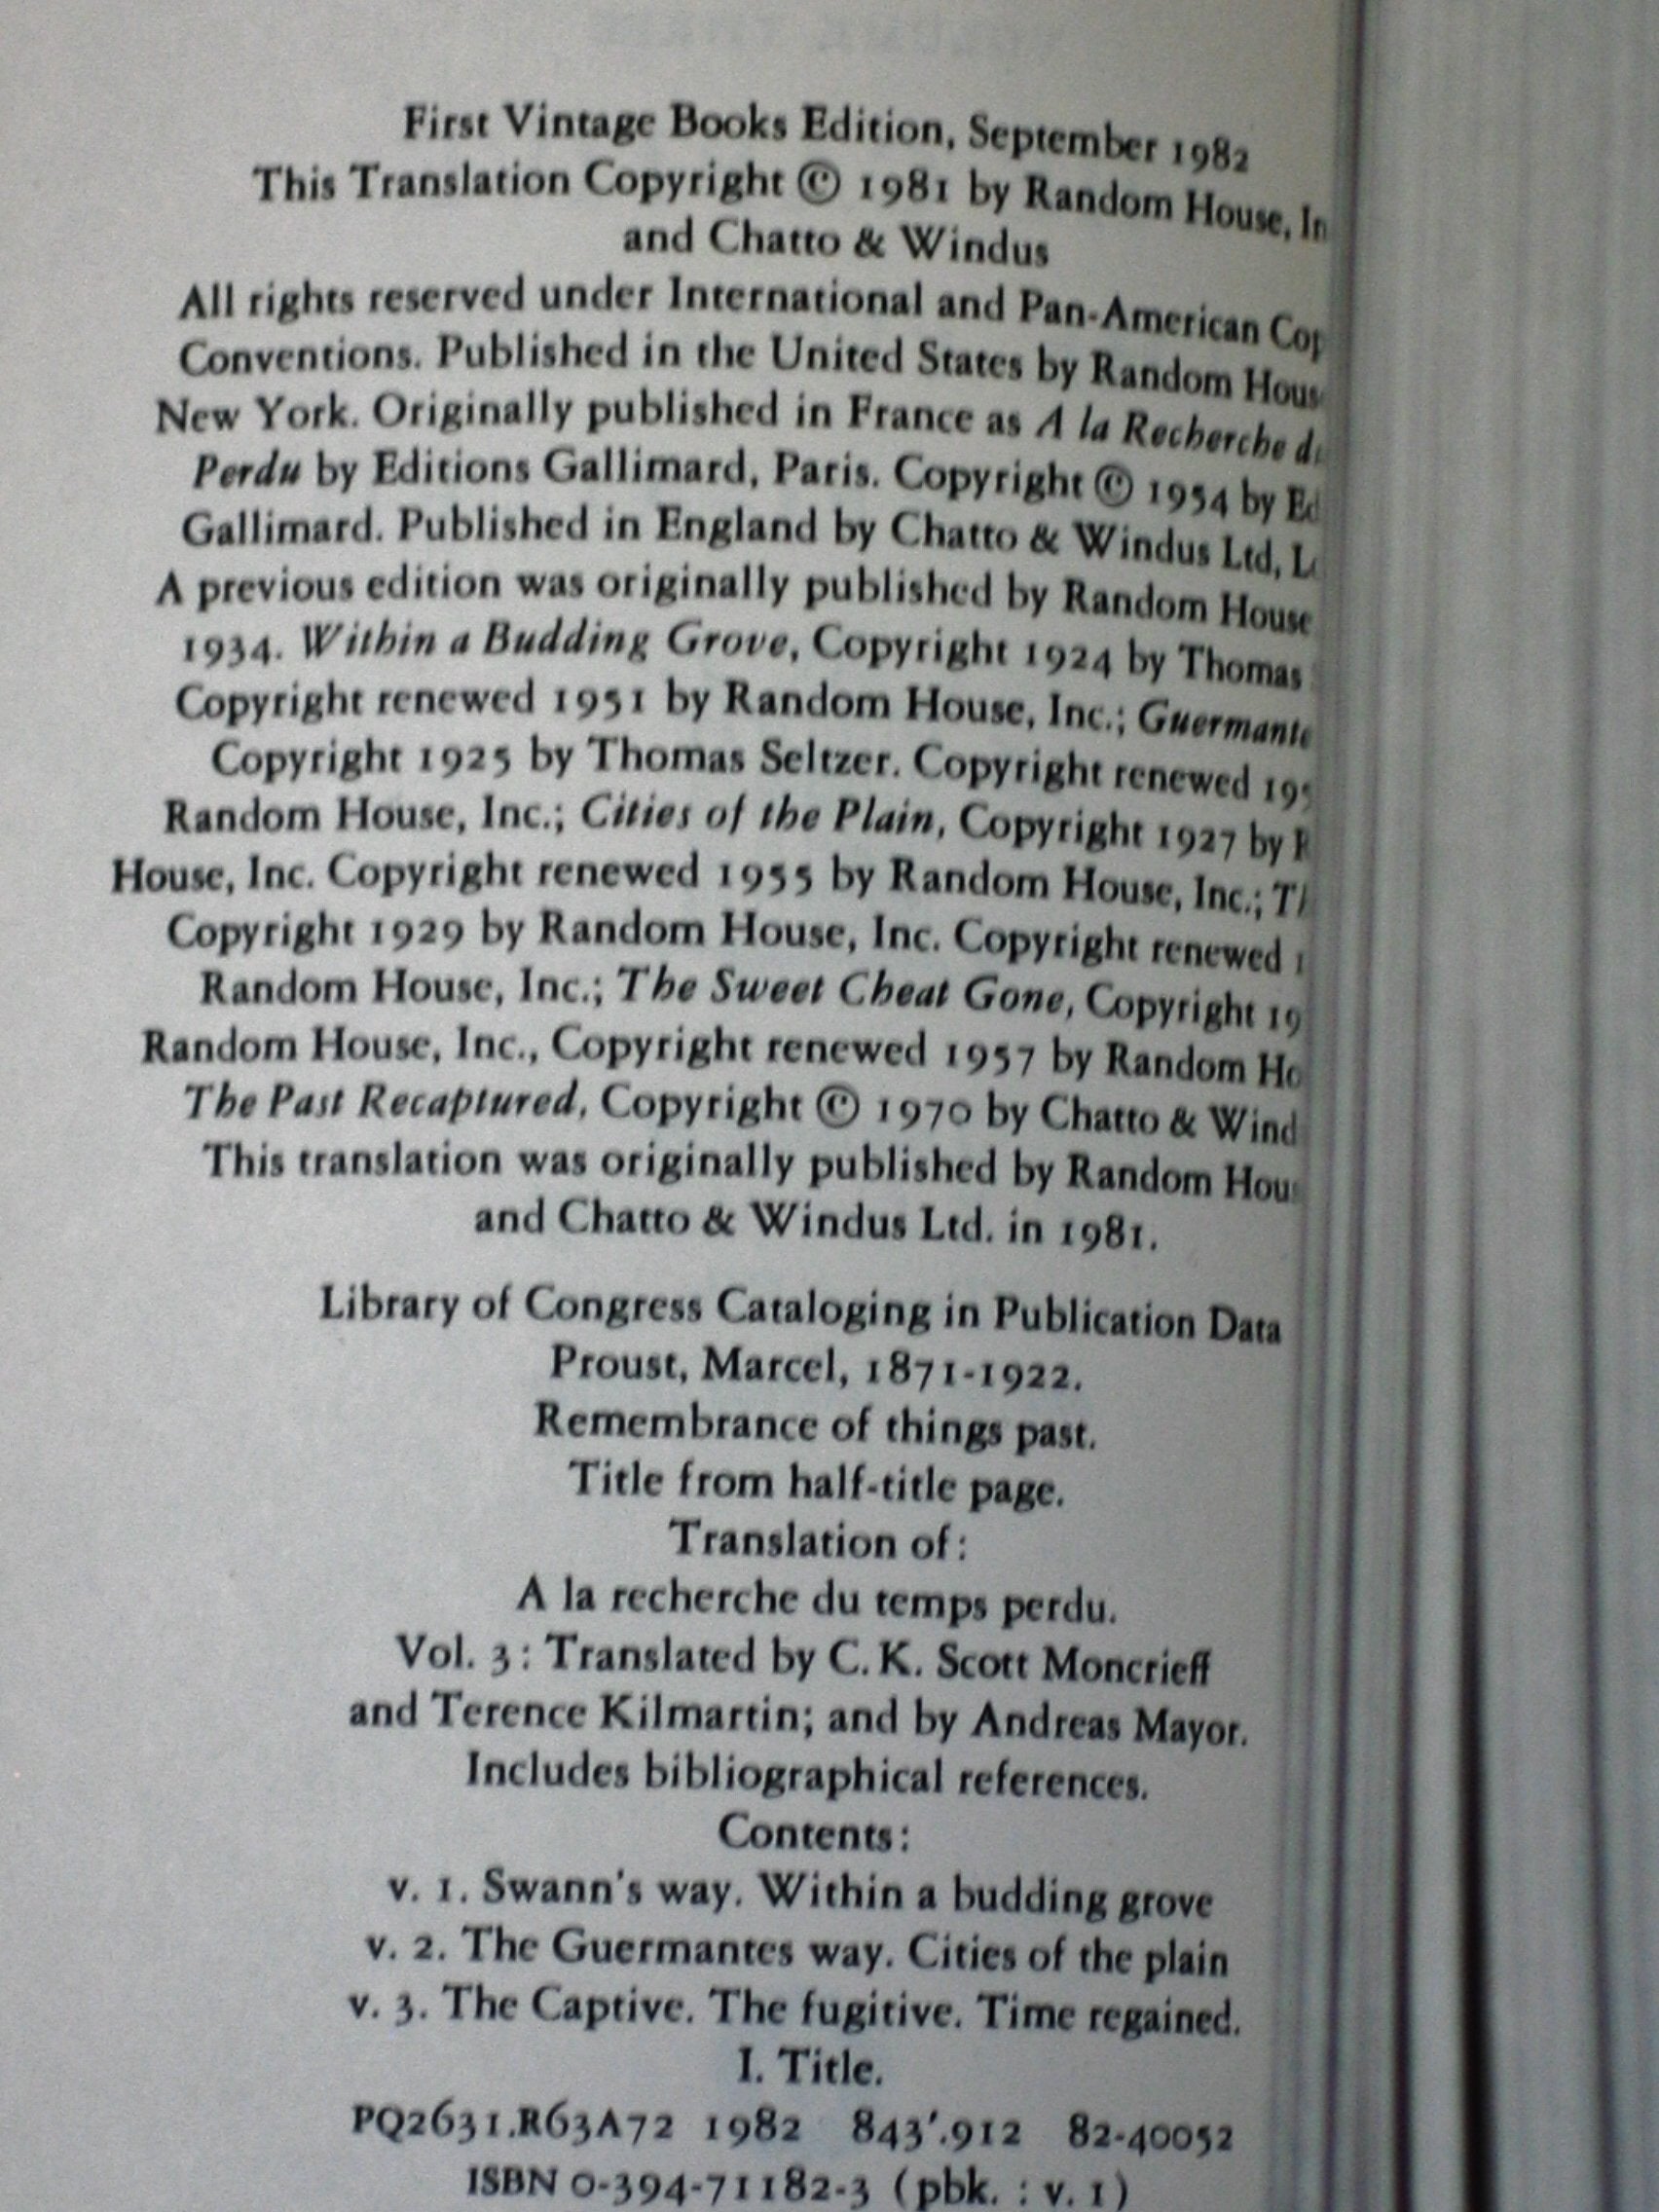 First Vintage Books Edition, September 1982
This Translation Copyright © 1981 by Random House, In
and Chatto & Windus
All rights reserved under International and Pan-American Cop
Conventions. Published in the United States by Random Hous
New York. Originally published in France as A la Recherche du
Perdu by Editions Gallimard, Paris. Copyright © 1954 by Ed
Gallimard. Published in England by Chatto & Windus Ltd, Lo
A previous edition was originally published by Random House
1934. Within a Budding Grove, Copyright 1924 by Thomas
Copyright renewed 1951 by Random House, Inc.; Guermante
Copyright 1925 by Thomas Seltzer. Copyright renewed 195
Random House, Inc.; Cities of the Plain, Copyright 1927 by R
House, Inc. Copyright renewed 1955 by Random House, Inc.; Th
Copyright 1929 by Random House, Inc. Copyright renewed 1
Random House, Inc.; The Sweet Cheat Gone, Copyright 19
Random House, Inc., Copyright renewed 1957 by Random Ho
The Past Recaptured, Copyright © 1970 by Chatto & Wind
This translation was originally published by Random Hous
and Chatto & Windus Ltd. in 1981.
Library of Congress Cataloging in Publication Data
Proust, Marcel, 1871-1922.
Remembrance of things past.
Title from half-title page.
Translation of:
A la recherche du temps perdu.
Vol. 3: Translated by C. K. Scott Moncrieff
and Terence Kilmartin; and by Andreas Mayor.
Includes bibliographical references.
Contents:
v. 1. Swann's way. Within a budding grove
v. 2. The Guermantes way. Cities of the plain
v. 3. The Captive. The fugitive. Time regained.
I. Title.
PQ2631.R63A72 1982 843'.912 82-40052
ISBN 0-394-71182-3 (pbk. : v. 1)